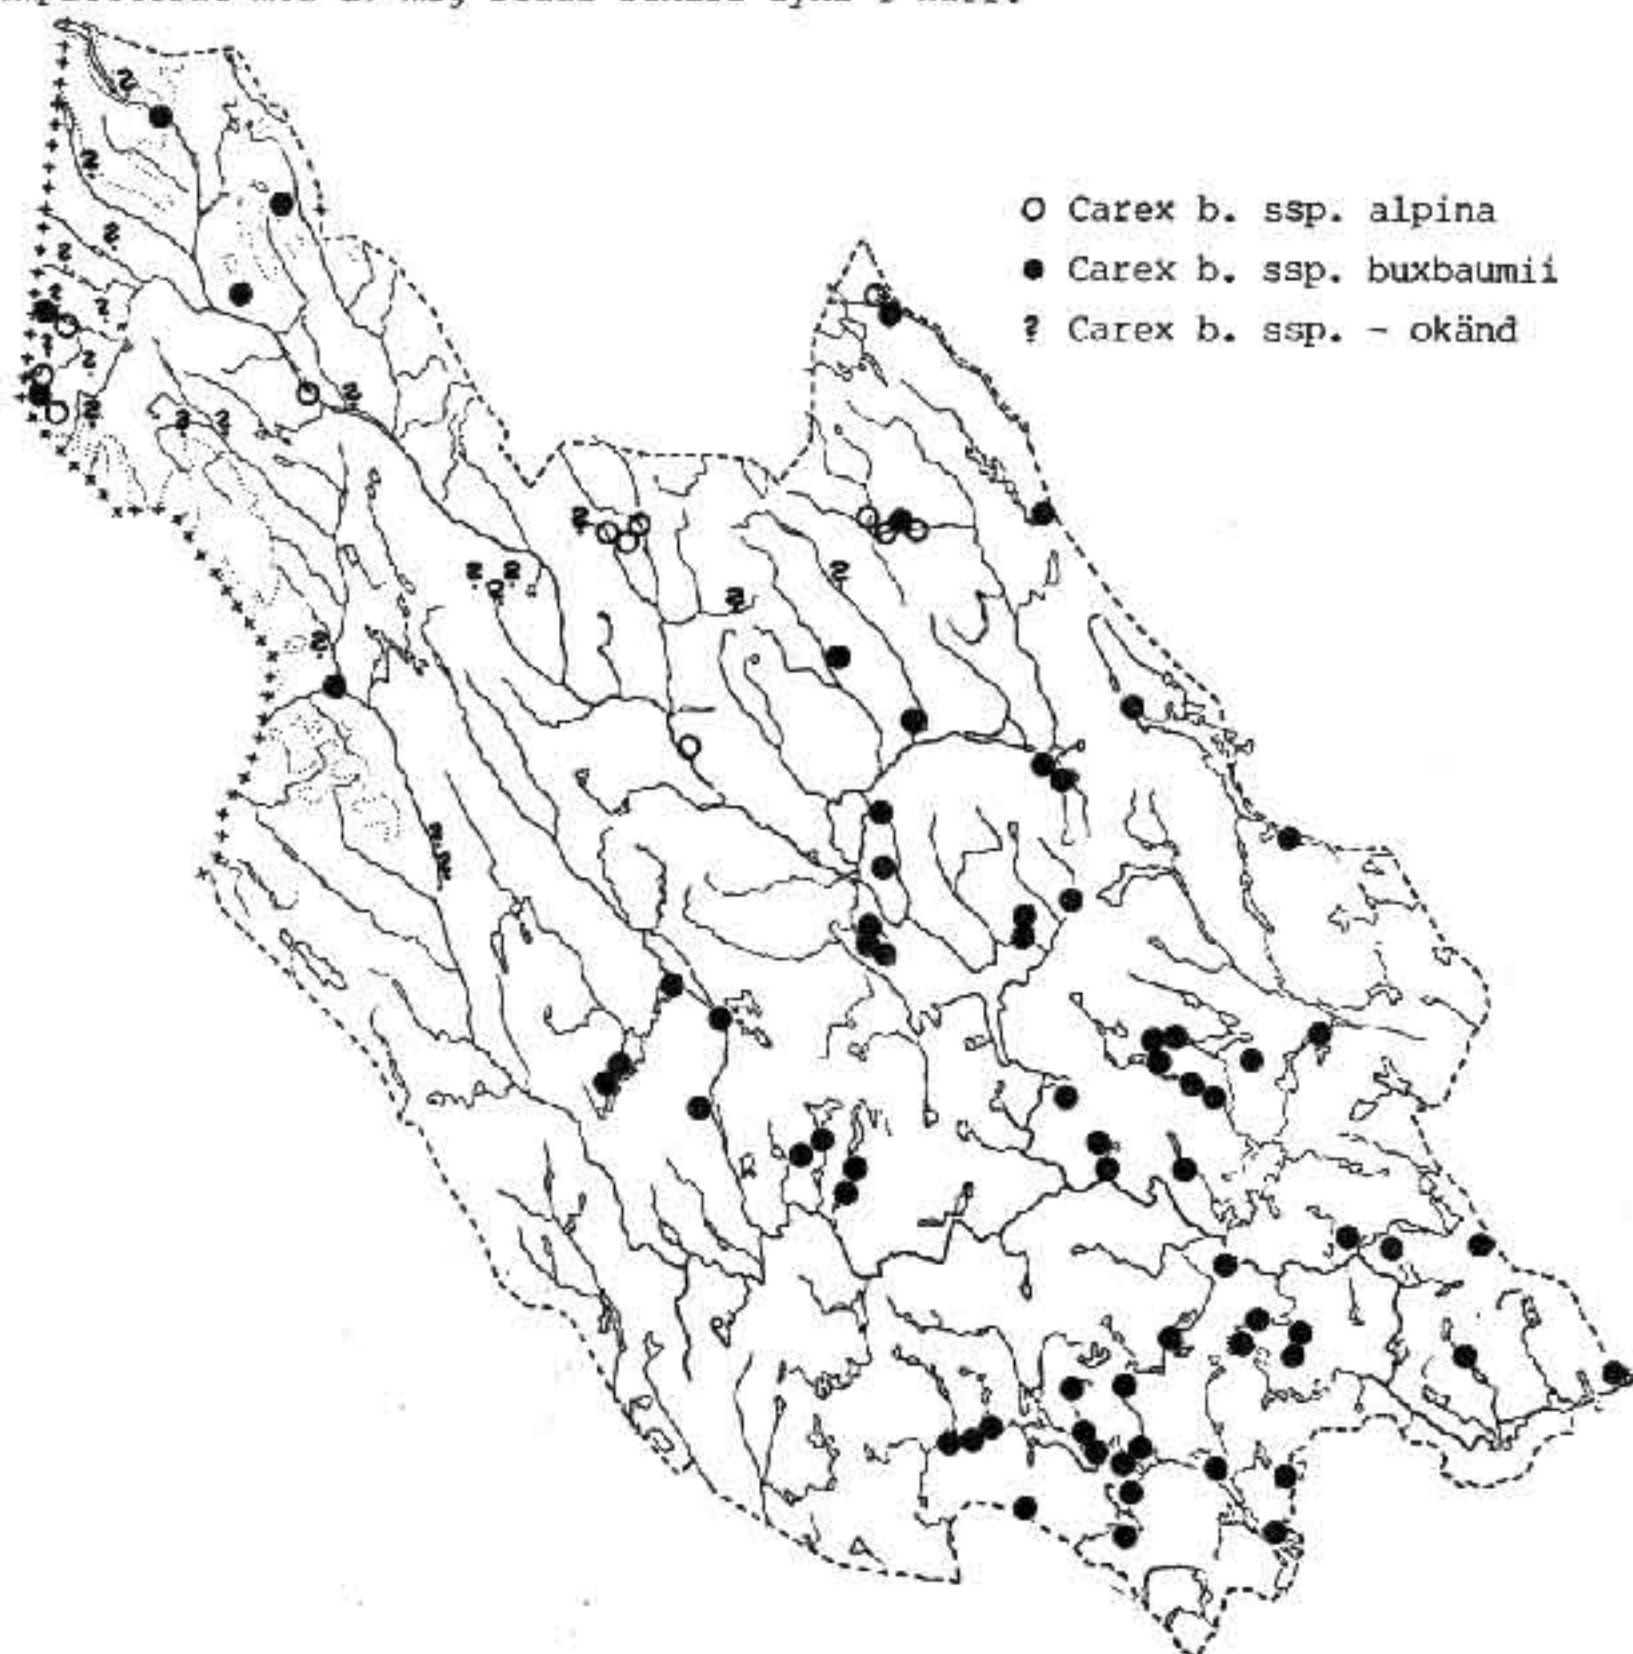 Carex b. ssp. alpina
Carex b. ssp. buxbaumii
? Carex b. ssp. - okänd